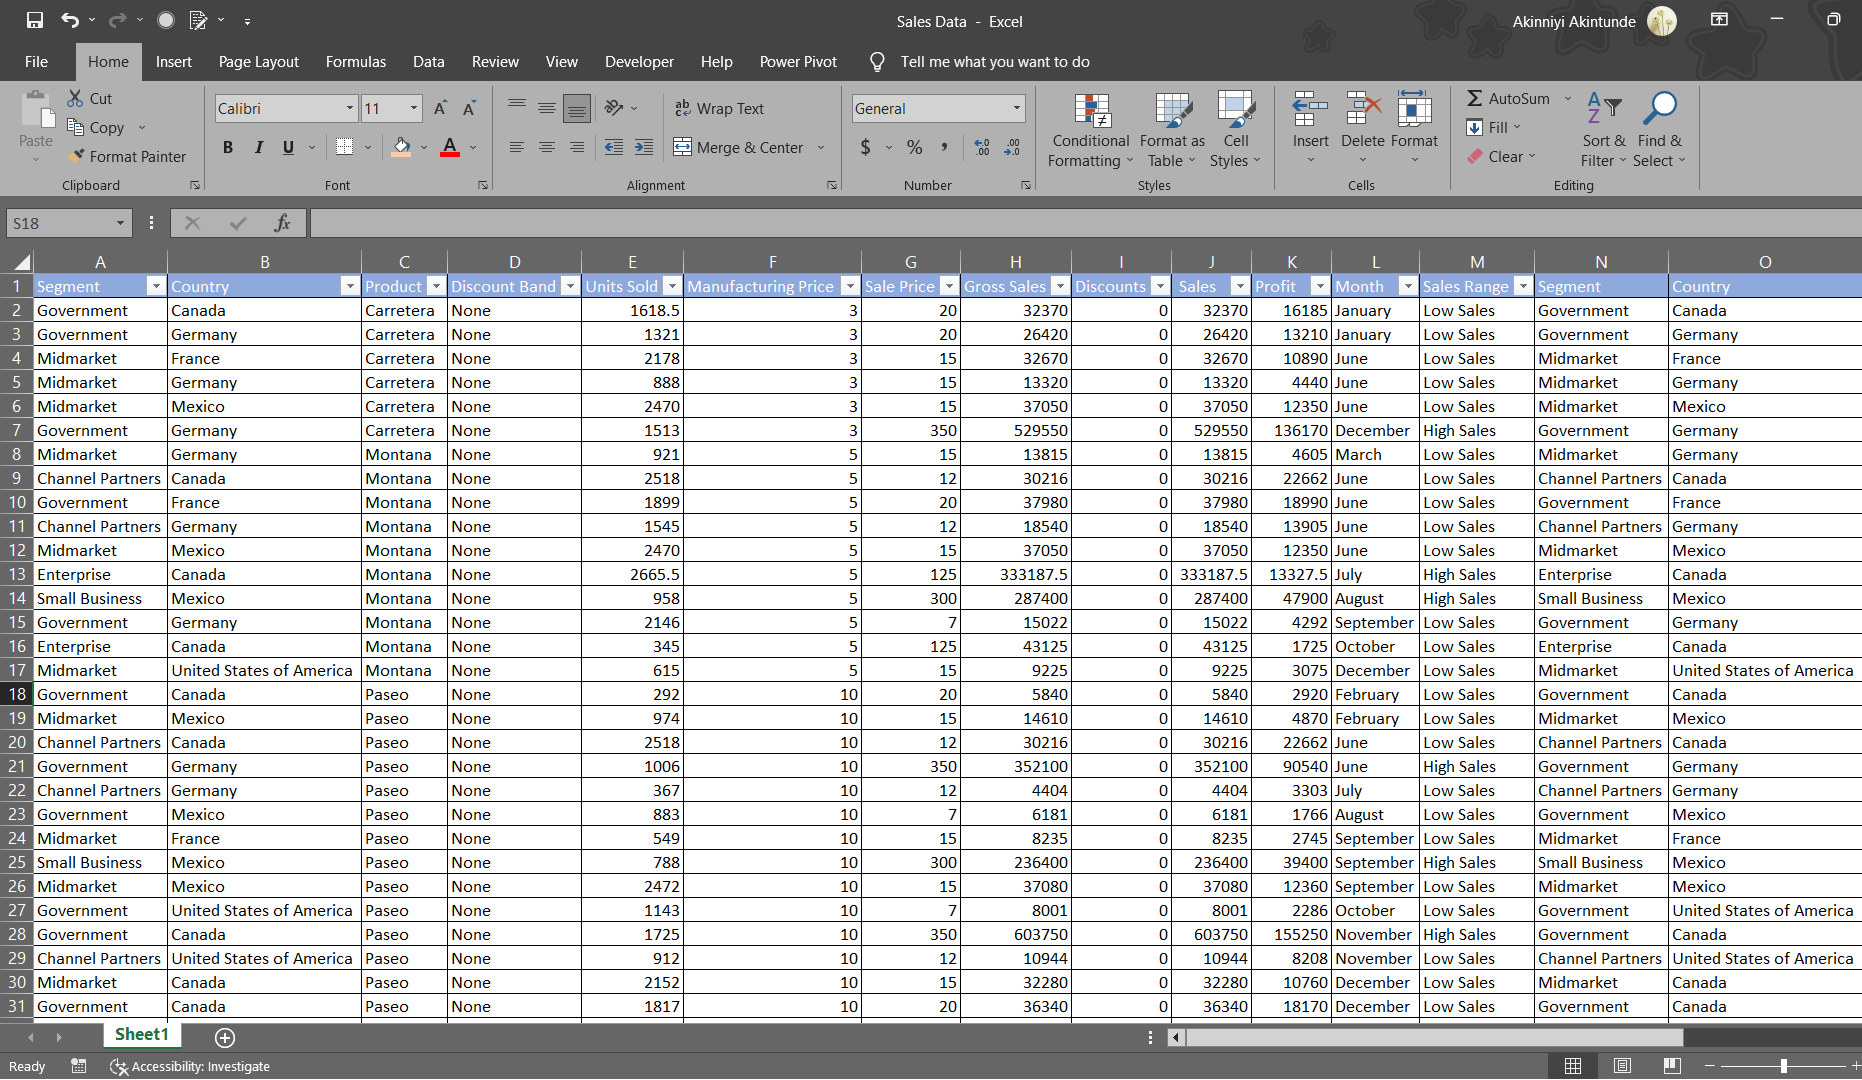 Sales Data - Excel
Akinniyi Akintunde
File Home Insert Page Layout Formulas Data Review View Developer Help Power Pivot Tell me what you want to do
Paste
Cut
Copy
Format Painter
Clipboard
Calibri 11
B I U A
Font
Wrap Text
Merge & Center
Alignment
General
$ % ,
Number
Conditional Formatting
Format as Table
Cell Styles
Styles
Insert Delete Format
Cells
AutoSum
Fill
Clear
Sort & Filter
Find & Select
Editing
S18 fx
A B C D E F G H I J K L M N O
1 Segment Country Product Discount Band Units Sold Manufacturing Price Sale Price Gross Sales Discounts Sales Profit Month Sales Range Segment Country
2 Government Canada Carretera None 1618.5 3 20 32370 0 32370 16185 January Low Sales Government Canada
3 Government Germany Carretera None 1321 3 20 26420 0 26420 13210 January Low Sales Government Germany
4 Midmarket France Carretera None 2178 3 15 32670 0 32670 10890 June Low Sales Midmarket France
5 Midmarket Germany Carretera None 888 3 15 13320 0 13320 4440 June Low Sales Midmarket Germany
6 Midmarket Mexico Carretera None 2470 3 15 37050 0 37050 12350 June Low Sales Midmarket Mexico
7 Government Germany Carretera None 1513 3 350 529550 0 529550 136170 December High Sales Government Germany
8 Midmarket Germany Montana None 921 5 15 13815 0 13815 4605 March Low Sales Midmarket Germany
9 Channel Partners Canada Montana None 2518 5 12 30216 0 30216 22662 June Low Sales Channel Partners Canada
10 Government France Montana None 1899 5 20 37980 0 37980 18990 June Low Sales Government France
11 Channel Partners Germany Montana None 1545 5 12 18540 0 18540 13905 June Low Sales Channel Partners Germany
12 Midmarket Mexico Montana None 2470 5 15 37050 0 37050 12350 June Low Sales Midmarket Mexico
13 Enterprise Canada Montana None 2665.5 5 125 333187.5 0 333187.5 13327.5 July High Sales Enterprise Canada
14 Small Business Mexico Montana None 958 5 300 287400 0 287400 47900 August High Sales Small Business Mexico
15 Government Germany Montana None 2146 5 7 15022 0 15022 4292 September Low Sales Government Germany
16 Enterprise Canada Montana None 345 5 125 43125 0 43125 1725 October Low Sales Enterprise Canada
17 Midmarket United States of America Montana None 615 5 15 9225 0 9225 3075 December Low Sales Midmarket United States of America
18 Government Canada Paseo None 292 10 20 5840 0 5840 2920 February Low Sales Government Canada
19 Midmarket Mexico Paseo None 974 10 15 14610 0 14610 4870 February Low Sales Midmarket Mexico
20 Channel Partners Canada Paseo None 2518 10 12 30216 0 30216 22662 June Low Sales Channel Partners Canada
21 Government Germany Paseo None 1006 10 350 352100 0 352100 90540 June High Sales Government Germany
22 Channel Partners Germany Paseo None 367 10 12 4404 0 4404 3303 July Low Sales Channel Partners Germany
23 Government Mexico Paseo None 883 10 7 6181 0 6181 1766 August Low Sales Government Mexico
24 Midmarket France Paseo None 549 10 15 8235 0 8235 2745 September Low Sales Midmarket France
25 Small Business Mexico Paseo None 788 10 300 236400 0 236400 39400 September High Sales Small Business Mexico
26 Midmarket Mexico Paseo None 2472 10 15 37080 0 37080 12360 September Low Sales Midmarket Mexico
27 Government United States of America Paseo None 1143 10 7 8001 0 8001 2286 October Low Sales Government United States of America
28 Government Canada Paseo None 1725 10 350 603750 0 603750 155250 November High Sales Government Canada
29 Channel Partners United States of America Paseo None 912 10 12 10944 0 10944 8208 November Low Sales Channel Partners United States of America
30 Midmarket Canada Paseo None 2152 10 15 32280 0 32280 10760 December Low Sales Midmarket Canada
31 Government Canada Paseo None 1817 10 20 36340 0 36340 18170 December Low Sales Government Canada
Sheet1
Ready Accessibility: Investigate